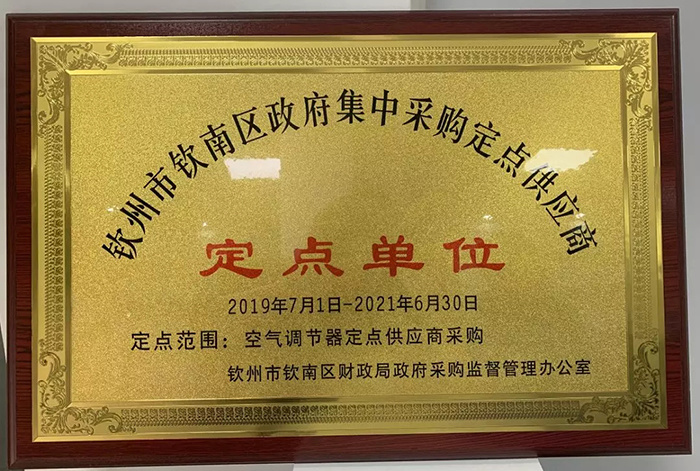 钦州市钦南区政府集中采购定点供应商
定点单位
2019年7月1日-2021年6月30日
定点范围：空气调节器定点供应商采购
钦州市钦南区财政局政府采购监督管理办公室